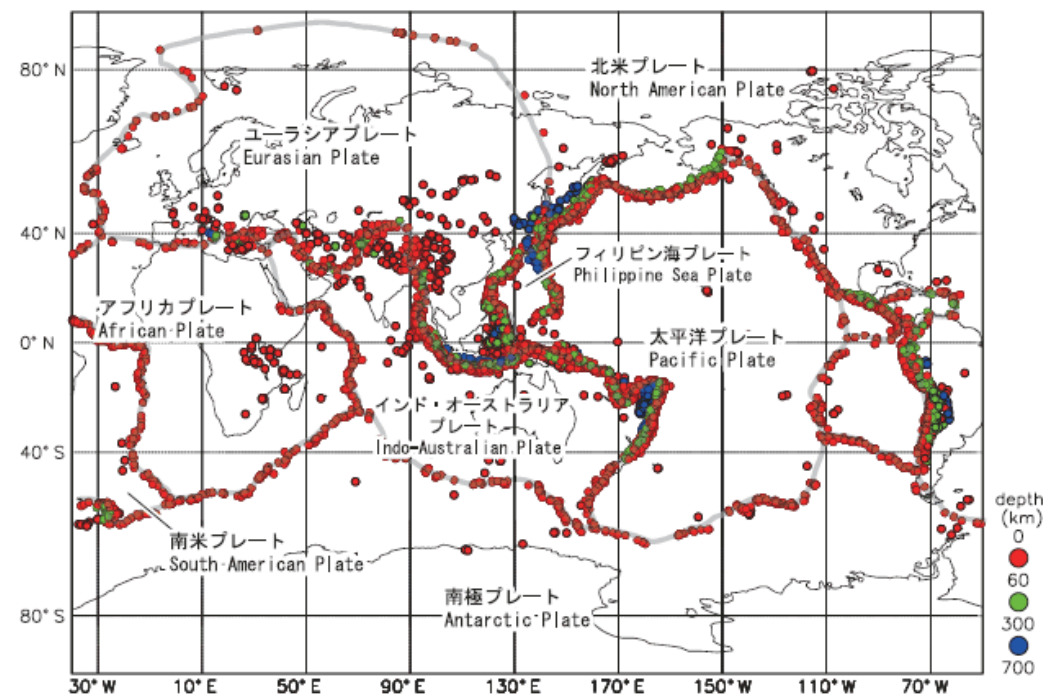 80° N
北米プレート
North American Plate
ユーラシアプレート
Eurasian Plate
40° N
フィリピン海プレート
Philippine Sea Plate
アフリカプレート
African Plate
0° N
太平洋プレート
Pacific Plate
インド・オーストラリア
プレート
Indo-Australian Plate
40° S
南米プレート
South American Plate
南極プレート
Antarctic Plate
80° S
depth
(km)
0
60
300
700
30° W 10° E 50° E 90° E 130° E 170° E 150° W 110° W 70° W